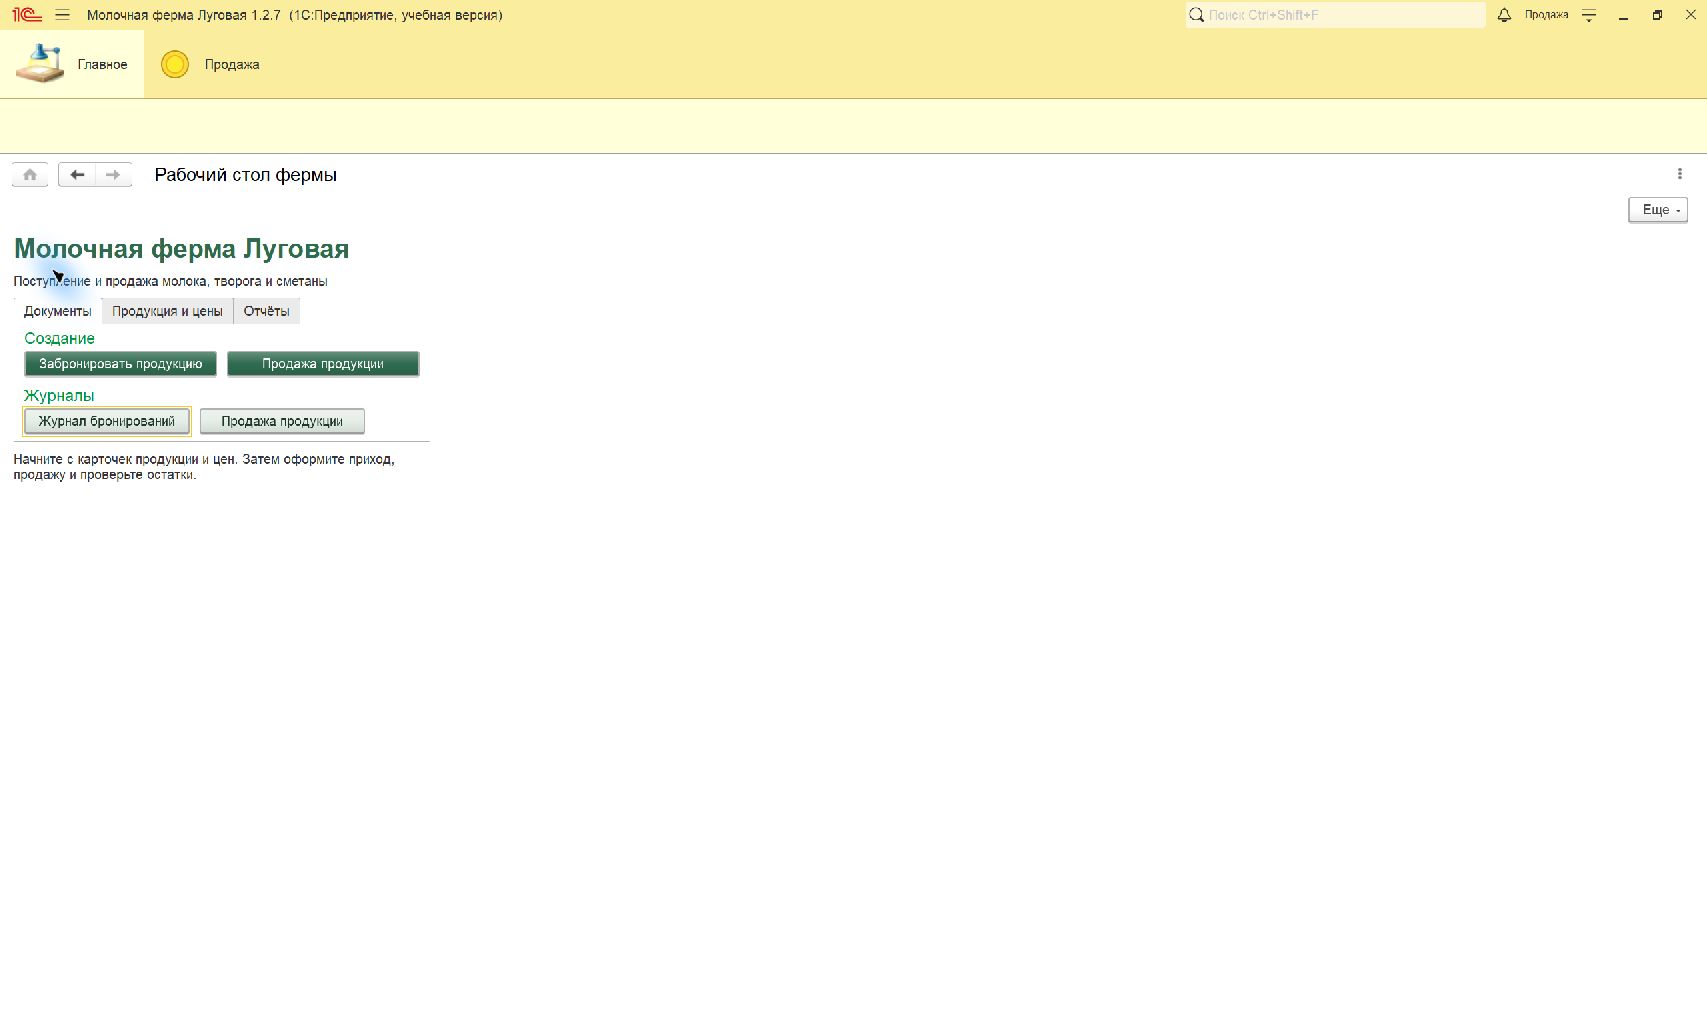 1С Молочная ферма Луговая 1.2.7 (1С:Предприятие, учебная версия) Поиск Ctrl+Shift+F Продажа
Главное Продажа
Рабочий стол фермы
Еще
Молочная ферма Луговая
Поступление и продажа молока, творога и сметаны
Документы Продукция и цены Отчёты
Создание
Забронировать продукцию Продажа продукции
Журналы
Журнал бронирований Продажа продукции
Начните с карточек продукции и цен. Затем оформите приход,
продажу и проверьте остатки.